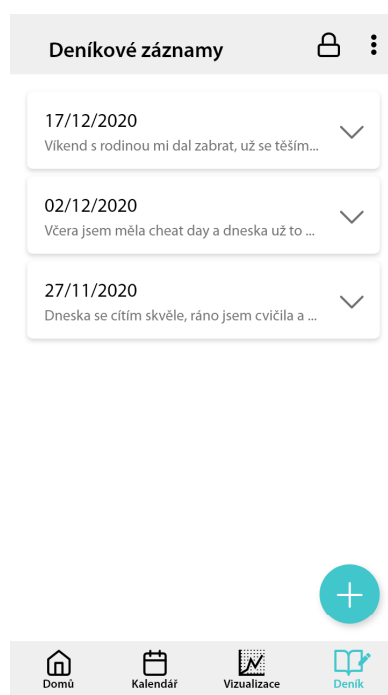 Deníkové záznamy
17/12/2020
Víkend s rodinou mi dal zabrat, už se těším...
02/12/2020
Včera jsem měla cheat day a dneska už to ...
27/11/2020
Dneska se cítím skvěle, ráno jsem cvičila a ...
Domů Kalendář Vizualizace Deník